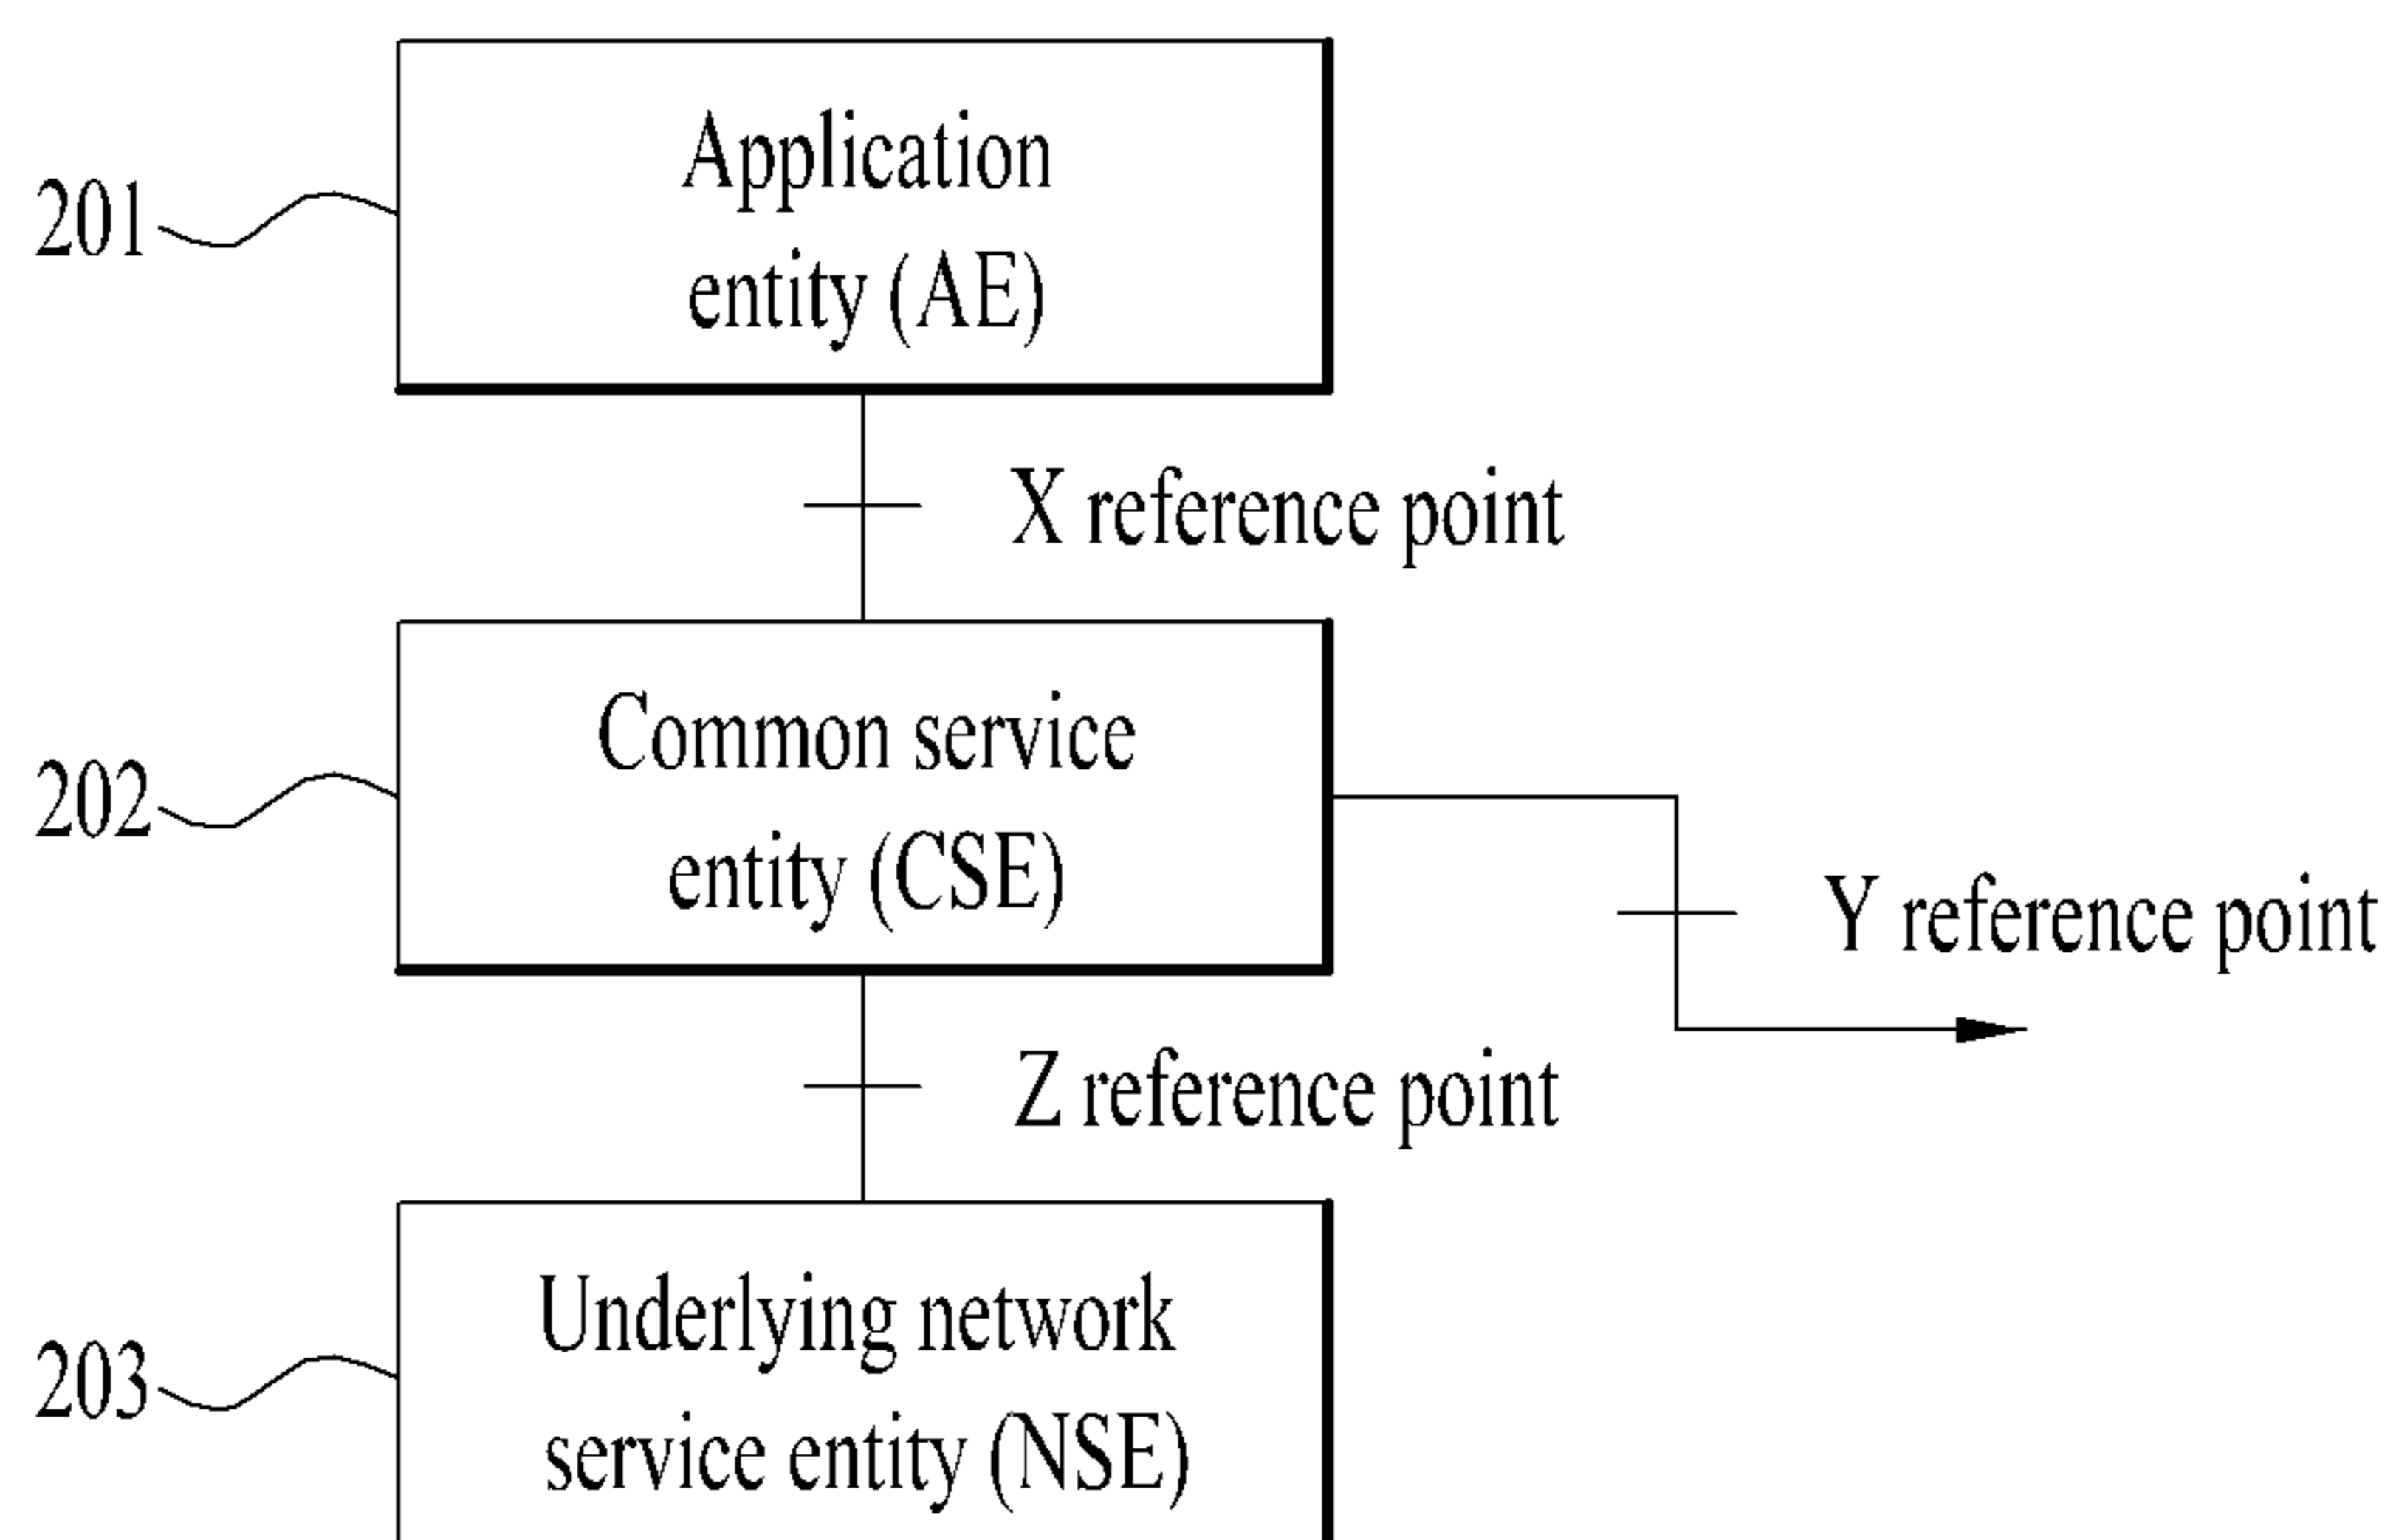 Application
entity (AE)
201
X reference point
Common service
entity (CSE)
202
Y reference point
Z reference point
Underlying network
service entity (NSE)
203